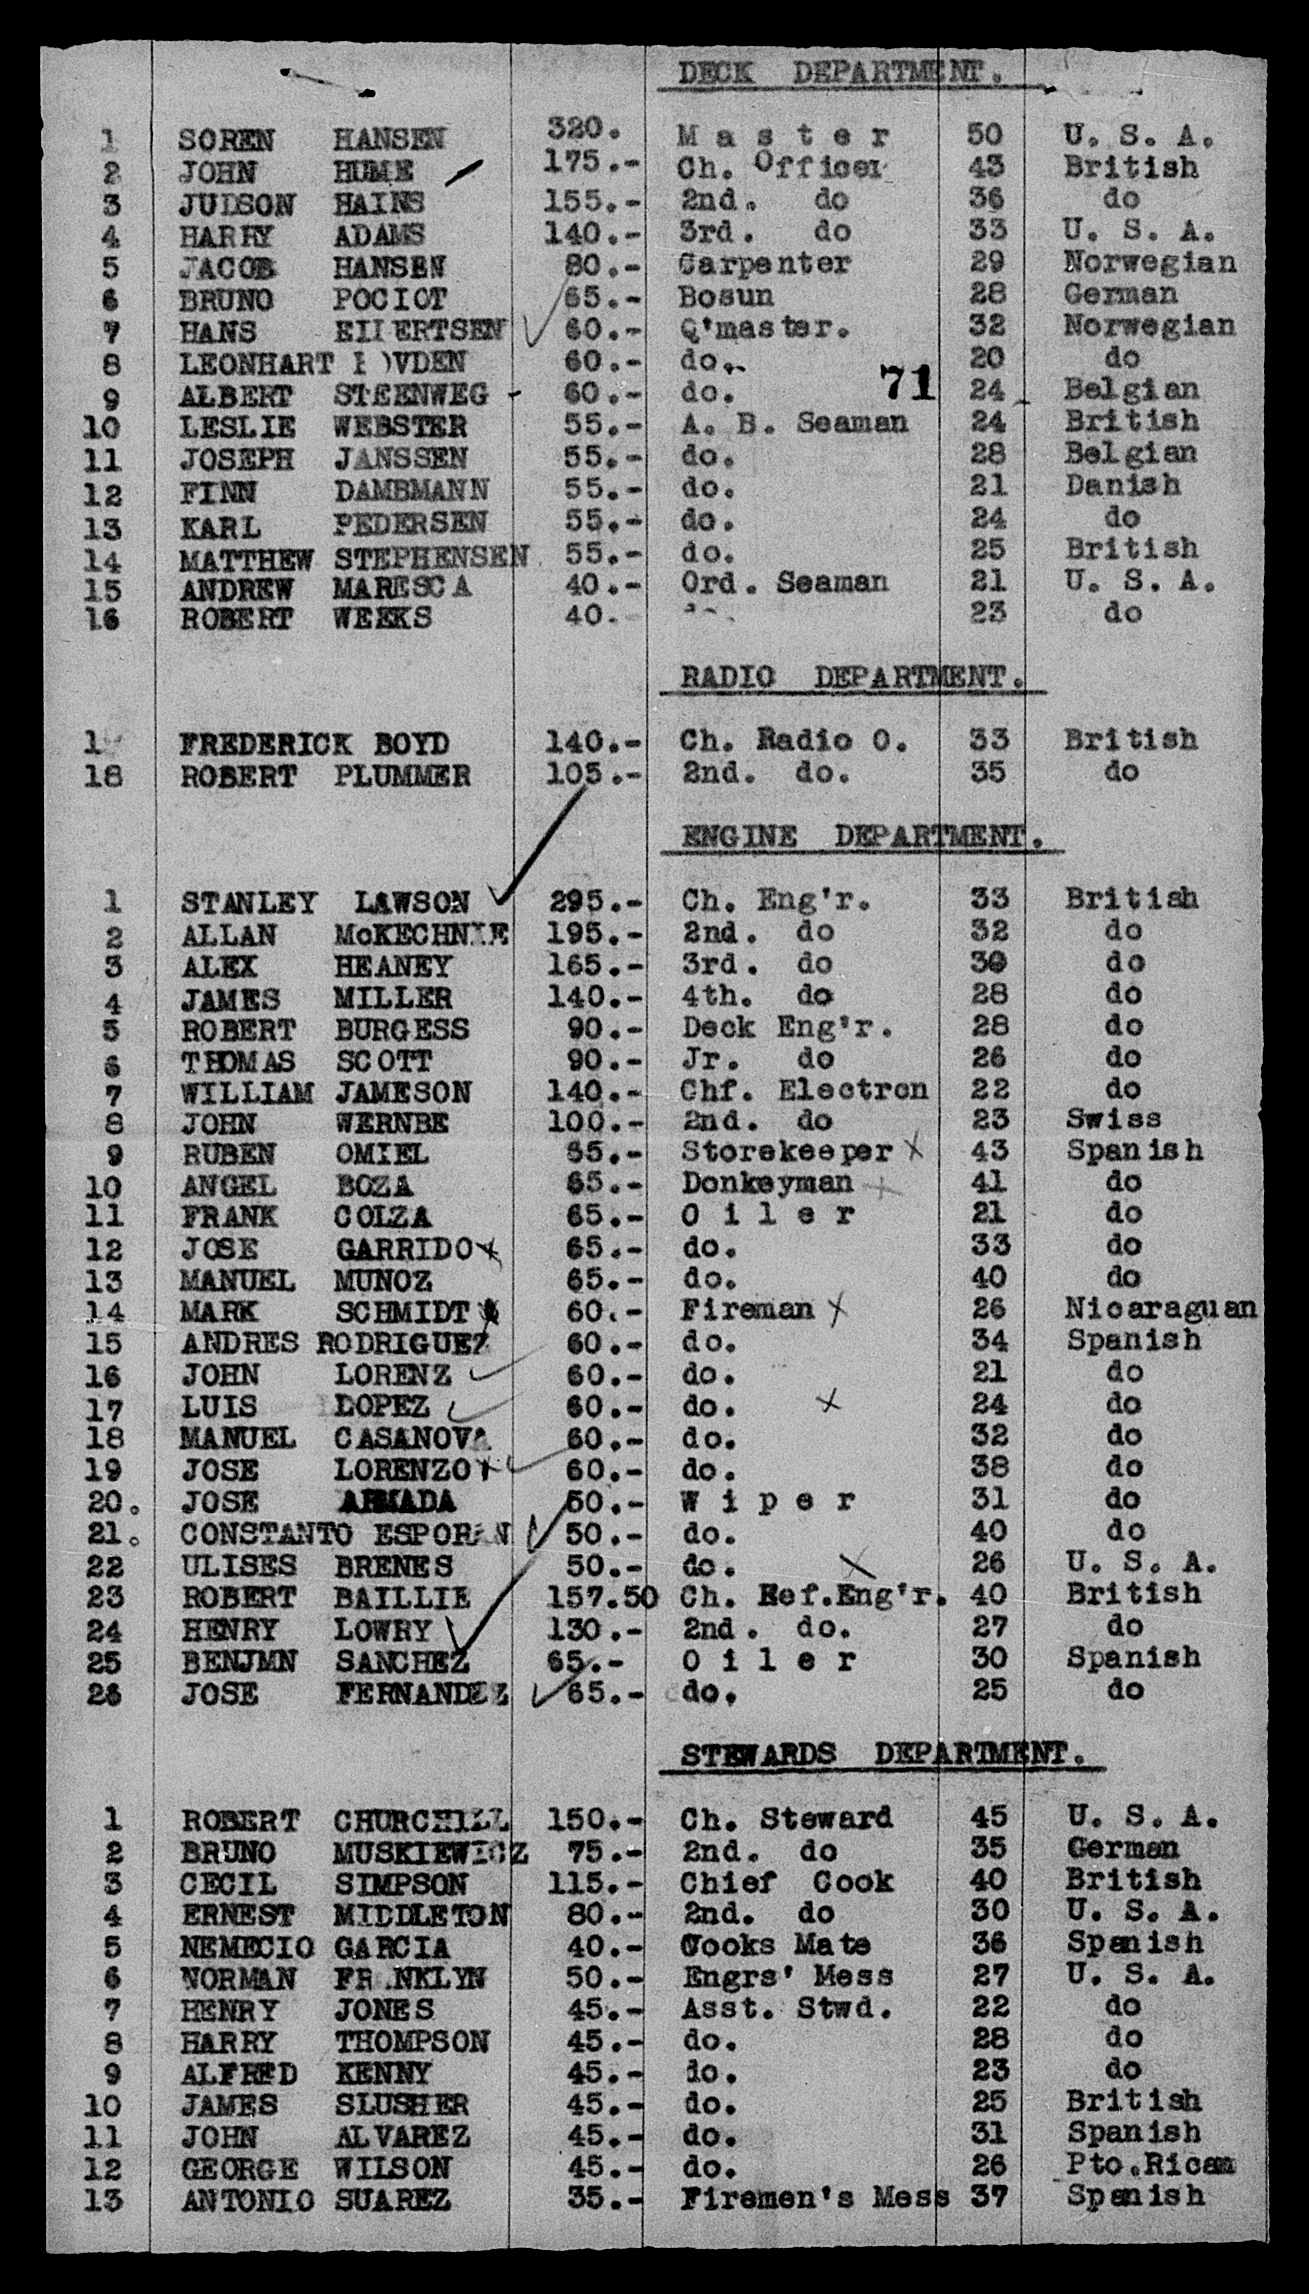 DECK DEPARTMENT.
1 SOREN HANSEN 320. Master 50 U. S. A.
2 JOHN HUME 175.- Ch. Officer 43 British
3 JUDSON HAINS 155.- 2nd. do 36 do
4 HARRY ADAMS 140.- 3rd. do 33 U. S. A.
5 JACOB HANSEN 80.- Carpenter 29 Norwegian
6 BRUNO POCIOT 65.- Bosun 28 German
7 HANS 60.- Q'master. 32 Norwegian
8 LEONHART 60.- do. 20 do
71
9 ALBERT STEENWEG 60.- do. 24 Belgian
10 LESLIE WEBSTER 55.- A. B. Seaman 24 British
11 JOSEPH JANSSEN 55.- do. 28 Belgian
12 FINN DAMBMANN 55.- do. 21 Danish
13 KARL PEDERSEN 55.- do. 24 do
14 MATTHEW STEPHENSEN 55.- do. 25 British
15 ANDREW MARESCA 40.- Ord. Seaman 21 U. S. A.
16 ROBERT WEEKS 40.- 23 do
RADIO DEPARTMENT.
1 FREDERICK BOYD 140.- Ch. Radio O. 33 British
18 ROBERT PLUMMER 105.- 2nd. do. 35 do
ENGINE DEPARTMENT.
1 STANLEY LAWSON 295.- Ch. Eng'r. 33 British
2 ALLAN McKECHNIE 195.- 2nd. do 32 do
3 ALEX HEANEY 165.- 3rd. do 30 do
4 JAMES MILLER 140.- 4th. do 28 do
5 ROBERT BURGESS 90.- Deck Eng'r. 28 do
6 THOMAS SCOTT 90.- Jr. do 26 do
7 WILLIAM JAMESON 140.- Chf. Electron 22 do
8 JOHN WERNBE 100.- 2nd. do 23 Swiss
9 RUBEN OMIEL 65.- Storekeeper 43 Spanish
10 ANGEL BOZA 65.- Donkeyman 41 do
11 FRANK COLZA 65.- Oiler 21 do
12 JOSE GARRIDO 65.- do. 33 do
13 MANUEL MUNOZ 65.- do. 40 do
14 MARK SCHMIDT 60.- Fireman 26 Nicaraguan
15 ANDRES RODRIGUEZ 60.- do. 34 Spanish
16 JOHN LORENZ 60.- do. 21 do
17 LUIS LOPEZ 60.- do. 24 do
18 MANUEL CASANOVA 60.- do. 32 do
19 JOSE LORENZO 60.- do. 38 do
20. JOSE ARMADA 50.- Wiper 31 do
21. CONSTANTO ESPORAN 50.- do. 40 do
22 ULISES BRENES 50.- do. 26 U. S. A.
23 ROBERT BAILLIE 157.50 Ch. Ref.Eng'r. 40 British
24 HENRY LOWRY 130.- 2nd. do. 27 do
25 BENJMN SANCHEZ 65.- Oiler 30 Spanish
26 JOSE FERNANDEZ 65.- do. 25 do
STEWARDS DEPARTMENT.
1 ROBERT CHURCHILL 150.- Ch. Steward 45 U. S. A.
2 BRUNO MUSKIEWICZ 75.- 2nd. do 35 German
3 CECIL SIMPSON 115.- Chief Cook 40 British
4 ERNEST MIDDLETON 80.- 2nd. do 30 U. S. A.
5 NEMECIO GARCIA 40.- Cooks Mate 36 Spanish
6 NORMAN FRANKLYN 50.- Engrs' Mess 27 U. S. A.
7 HENRY JONES 45.- Asst. Stwd. 22 do
8 HARRY THOMPSON 45.- do. 28 do
9 ALFRED KENNY 45.- do. 23 do
10 JAMES SLUSHER 45.- do. 25 British
11 JOHN ALVAREZ 45.- do. 31 Spanish
12 GEORGE WILSON 45.- do. 26 Pto.Rican
13 ANTONIO SUAREZ 35.- Firemen's Mess 37 Spanish